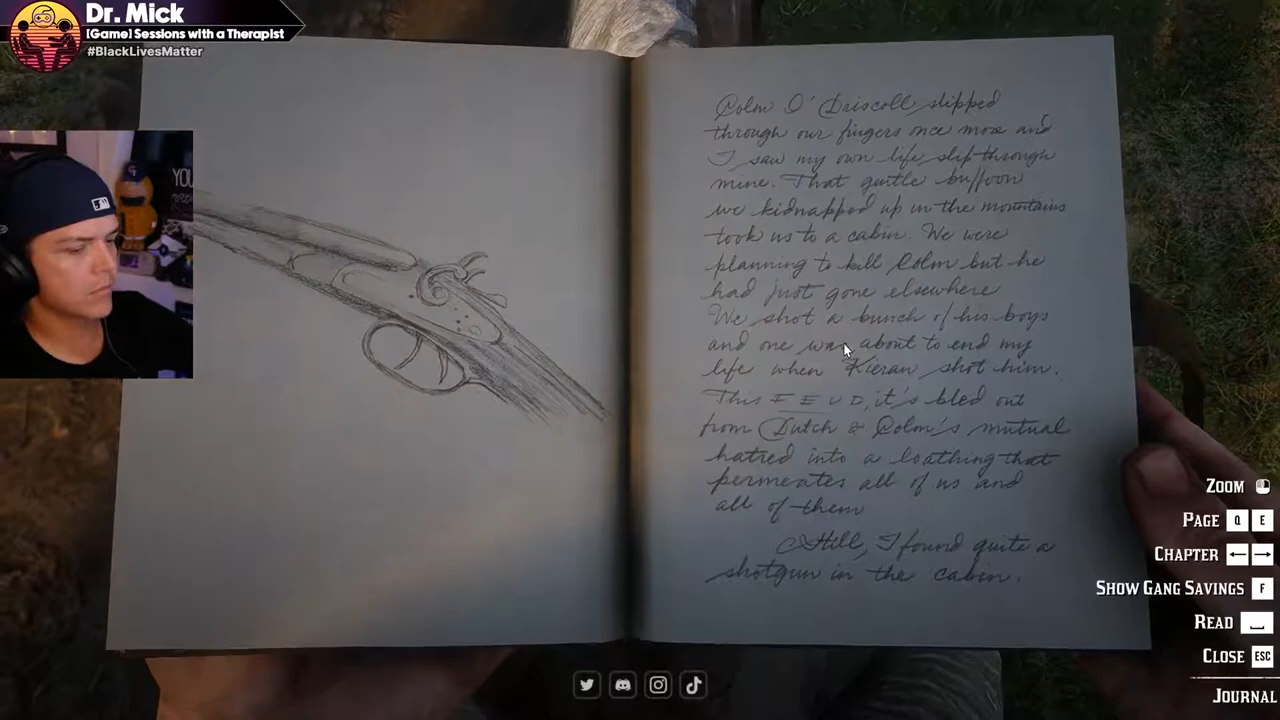 Dr. Mick
[Game] Sessions with a Therapist
#BlackLivesMatter
YOU
Colm O'Driscoll slipped
through our fingers once more and
I saw my own life slip through
mine. That gentle buffoon
we kidnapped up in the mountains
took us to a cabin. We were
planning to kill Colm but he
had just gone elsewhere
We shot a bunch of his boys
and one was about to end my
life when Kieran shot him.
This FEUD, it's bled out
from Dutch & Colm's mutual
hatred into a loathing that
permeates all of us and
all of them
Still, I found quite a
shotgun in the cabin.
Zoom
Page Q E
Chapter ← →
Show Gang Savings F
Read
Close ESC
Journal